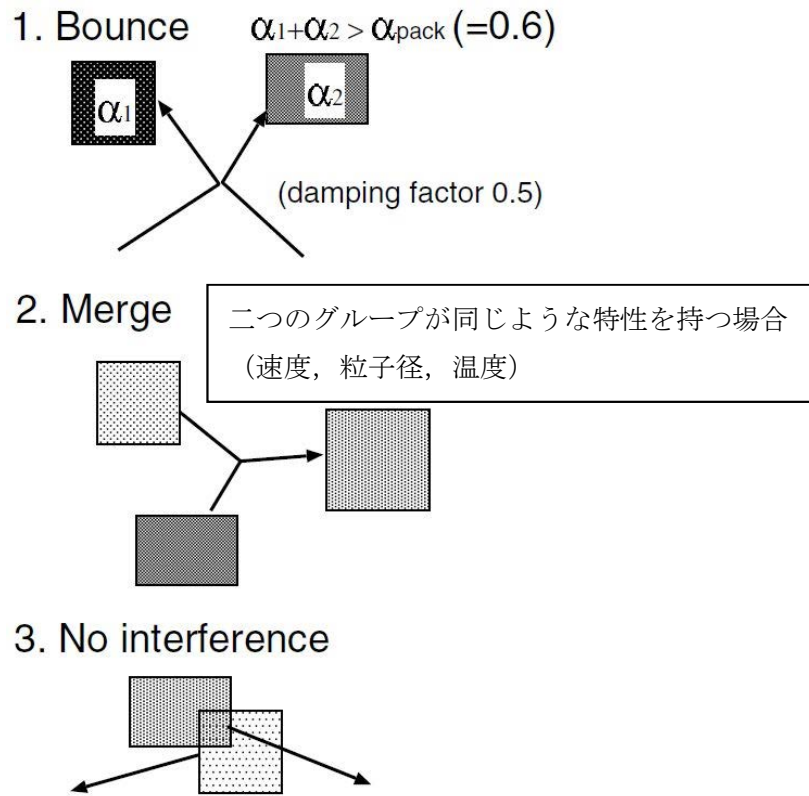 1. Bounce α1+α2 > αpack (=0.6)
α1 α2
(damping factor 0.5)
2. Merge
二つのグループが同じような特性を持つ場合
（速度，粒子径，温度）
3. No interference